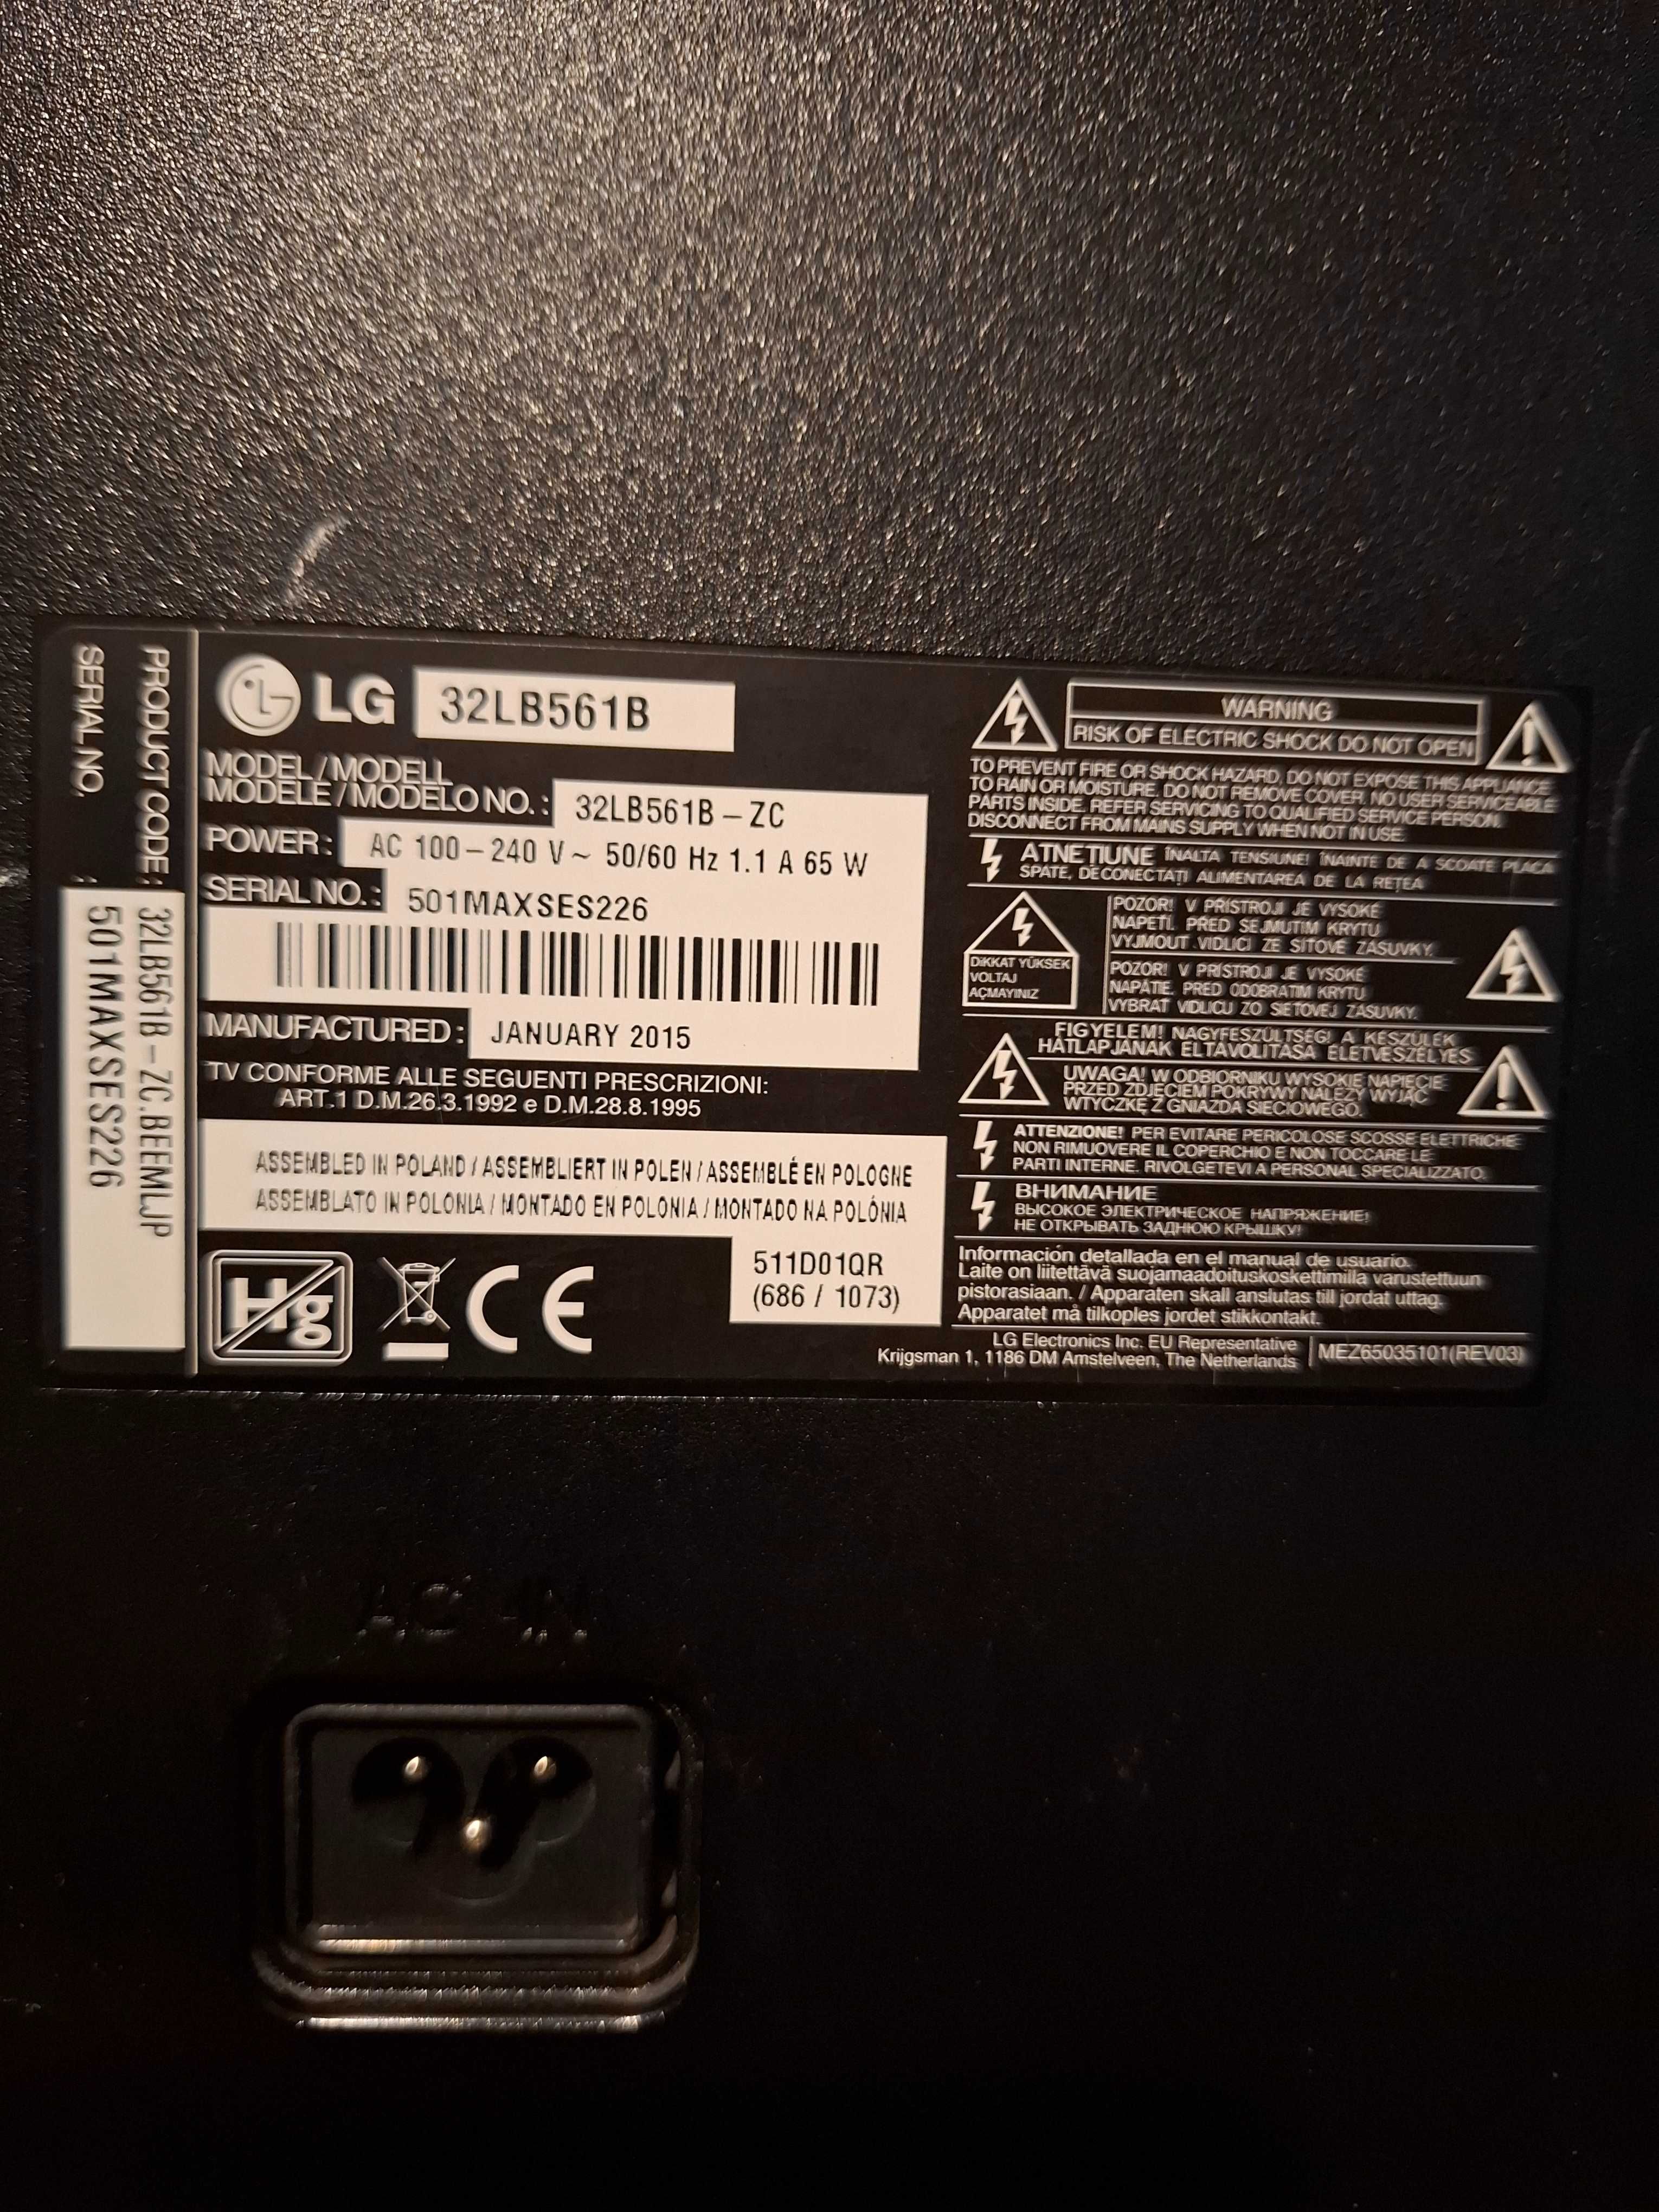 LG 32LB561B
MODEL/MODELL
MODELE/MODELO NO.: 32LB561B-ZC
POWER: AC 100-240 V~ 50/60 Hz 1.1 A 65 W
SERIAL NO.: 501MAXSES226
MANUFACTURED: JANUARY 2015
TV CONFORME ALLE SEGUENTI PRESCRIZIONI:
ART.1 D.M.26.3.1992 e D.M.28.8.1995
ASSEMBLED IN POLAND / ASSEMBLIERT IN POLEN / ASSEMBLÉ EN POLOGNE
ASSEMBLATO IN POLONIA / MONTADO EN POLONIA / MONTADO NA POLÓNIA
511D01QR
(686 / 1073)
Hg
CE
PRODUCT CODE: 32LB561B-ZC.BEEMLJP
SERIAL NO. : 501MAXSES226
WARNING
RISK OF ELECTRIC SHOCK DO NOT OPEN
TO PREVENT FIRE OR SHOCK HAZARD, DO NOT EXPOSE THIS APPLIANCE
TO RAIN OR MOISTURE. DO NOT REMOVE COVER. NO USER SERVICEABLE
PARTS INSIDE. REFER SERVICING TO QUALIFIED SERVICE PERSON.
DISCONNECT FROM MAINS SUPPLY WHEN NOT IN USE.
ATNEȚIUNE ÎNALTA TENSIUNE! ÎNAINTE DE A SCOATE PLACA
SPATE, DECONECTAȚI ALIMENTAREA DE LA REȚEA
DİKKAT YÜKSEK
VOLTAJ
AÇMAYINIZ
POZOR! V PŘÍSTROJI JE VYSOKÉ
NAPĚTÍ. PŘED SEJMUTIM KRYTU
VYJMOUT VIDLICI ZE SÍŤOVÉ ZÁSUVKY.
POZOR! V PRÍSTROJI JE VYSOKÉ
NAPÄTIE. PRED ODOBRATÍM KRYTU
VYBRAŤ VIDLICU ZO SIEŤOVEJ ZÁSUVKY.
FIGYELEM! NAGYFESZÜLTSÉG! A KÉSZÜLÉK
HÁTLAPJÁNAK ELTÁVOLÍTÁSA ÉLETVESZÉLYES
UWAGA! W ODBIORNIKU WYSOKIE NAPIĘCIE
PRZED ZDJĘCIEM POKRYWY NALEŻY WYJĄĆ
WTYCZKĘ Z GNIAZDA SIECIOWEGO.
ATTENZIONE! PER EVITARE PERICOLOSE SCOSSE ELETTRICHE
NON RIMUOVERE IL COPERCHIO E NON TOCCARE LE
PARTI INTERNE. RIVOLGETEVI A PERSONAL SPECIALIZZATO.
ВНИМАНИЕ
ВЫСОКОЕ ЭЛЕКТРИЧЕСКОЕ НАПРЯЖЕНИЕ!
НЕ ОТКРЫВАТЬ ЗАДНЮЮ КРЫШКУ!
Información detallada en el manual de usuario.
Laite on liitettävä suojamaadoituskoskettimilla varustettuun
pistorasiaan. / Apparaten skall anslutas till jordat uttag.
Apparatet må tilkoples jordet stikkontakt.
LG Electronics Inc. EU Representative
Krijgsman 1, 1186 DM Amstelveen, The Netherlands
MEZ65035101(REV03)
AC IN